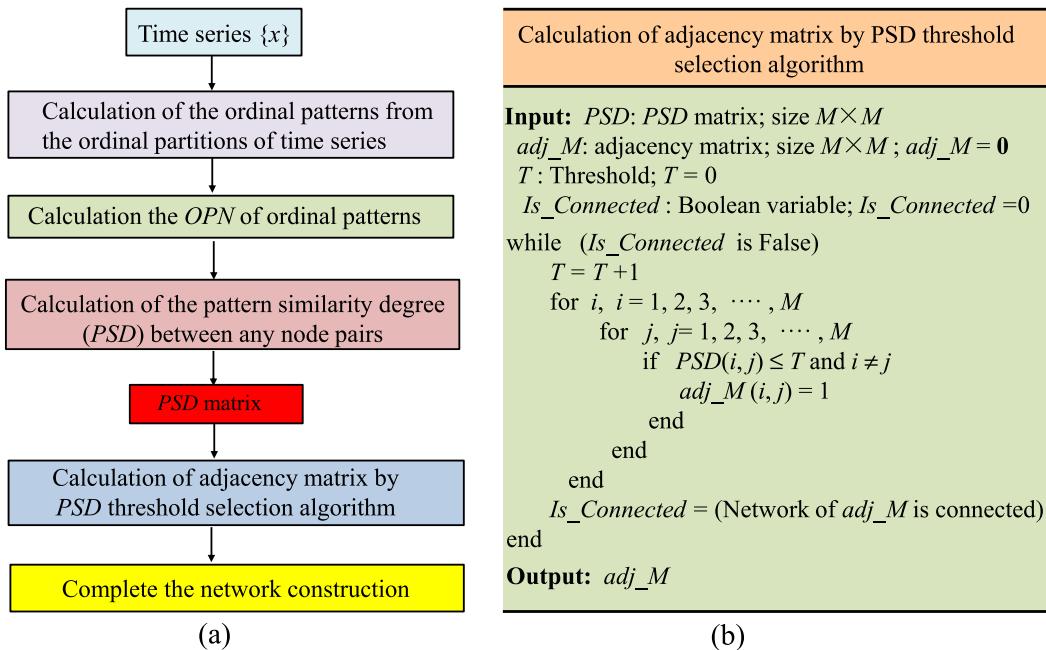 Time series {x}
Calculation of the ordinal patterns from
the ordinal partitions of time series
Calculation the OPN of ordinal patterns
Calculation of the pattern similarity degree
(PSD) between any node pairs
PSD matrix
Calculation of adjacency matrix by
PSD threshold selection algorithm
Complete the network construction
(a)
Calculation of adjacency matrix by PSD threshold
selection algorithm
Input: PSD: PSD matrix; size M×M
adj_M: adjacency matrix; size M×M ; adj_M = 0
T : Threshold; T = 0
Is_Connected : Boolean variable; Is_Connected =0
while (Is_Connected is False)
T = T +1
for i, i = 1, 2, 3, ···· , M
for j, j= 1, 2, 3, ···· , M
if PSD(i, j) ≤ T and i ≠ j
adj_M (i, j) = 1
end
end
end
Is_Connected = (Network of adj_M is connected)
end
Output: adj_M
(b)